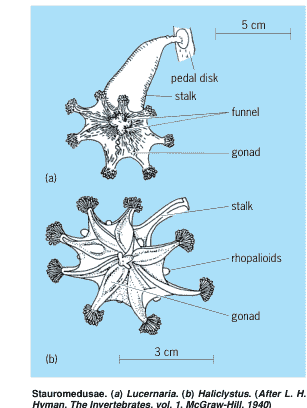 5 cm
pedal disk
stalk
funnel
gonad
(a)
stalk
rhopalioids
gonad
3 cm
(b)
Stauromedusae. (a) Lucernaria. (b) Haliclystus. (After L. H.
Hyman, The Invertebrates, vol. 1, McGraw-Hill, 1940)